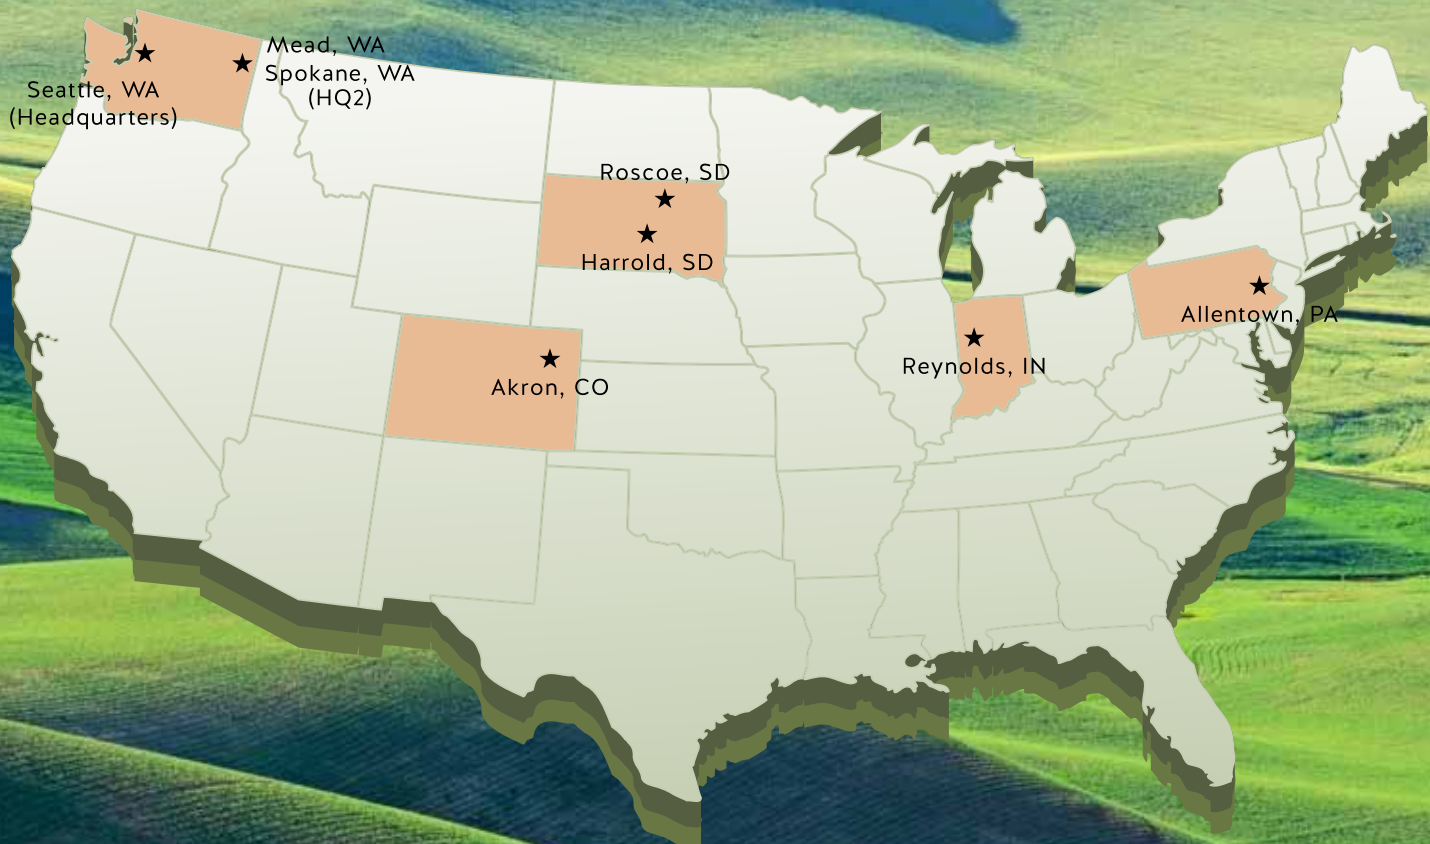 Mead, WA
Spokane, WA
(HQ2)
Seattle, WA
(Headquarters)
Roscoe, SD
Harrold, SD
Allentown, PA
Reynolds, IN
Akron, CO